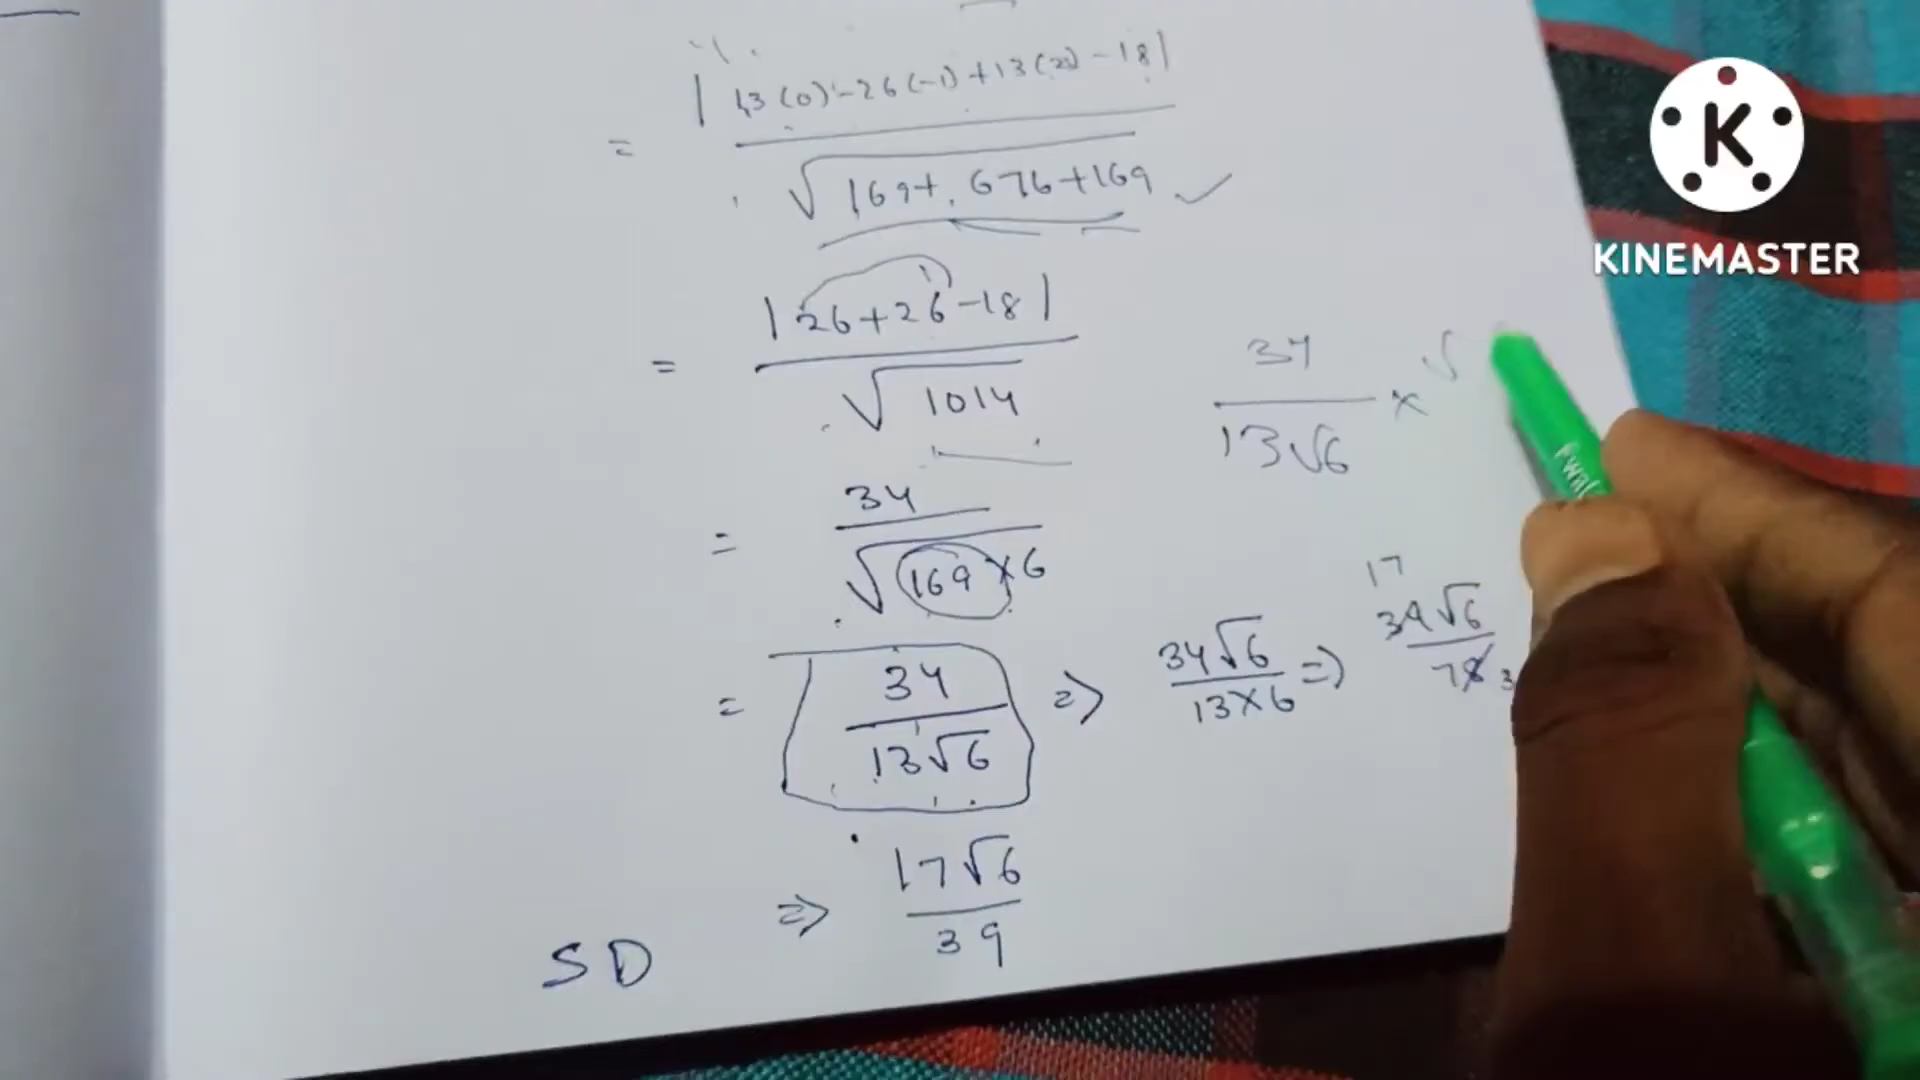 | 13(0)-26(-1)+13(2)-18|
= √169+676+169 ✓
|26+26-18|
= √1014
34
= √169×6
= 34/13√6 => 34√6/13×6 => 17 34√6/78 3
34/13√6 × √
=> 17√6/39
SD
K
KINEMASTER